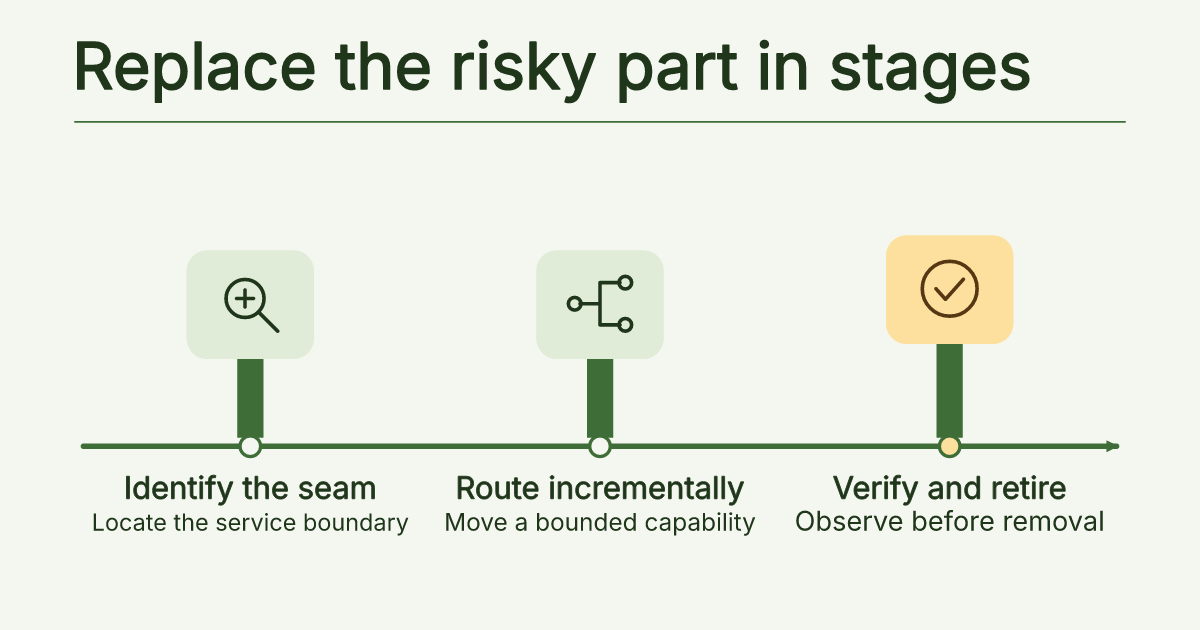 Replace the risky part in stages
Identify the seam
Locate the service boundary
Route incrementally
Move a bounded capability
Verify and retire
Observe before removal